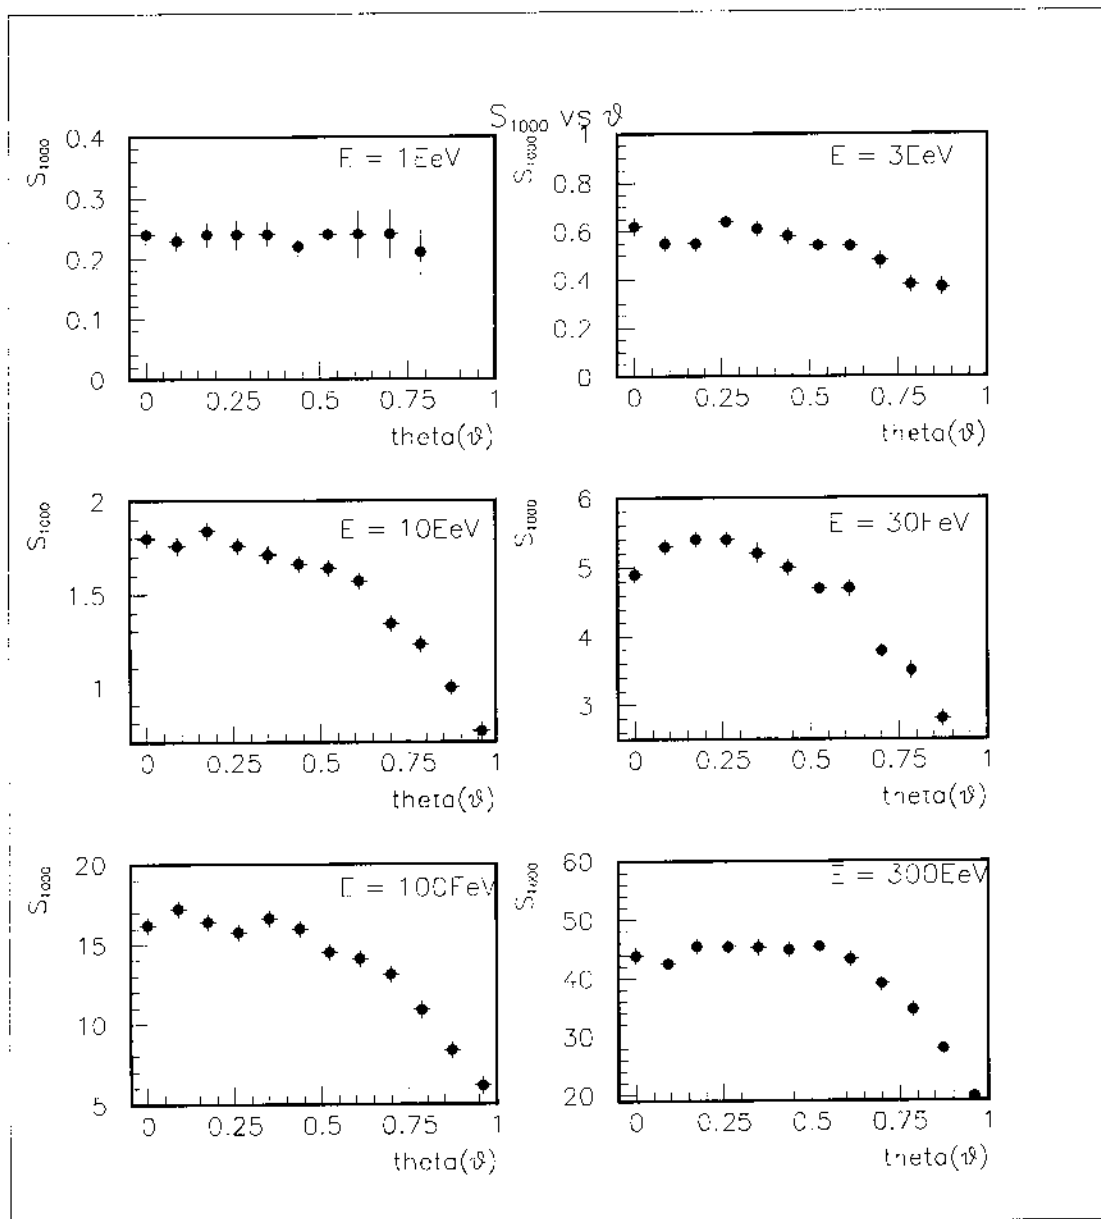 S1000 vs ϑ
S1000
0.4
0.3
0.2
0.1
0
E = 1EeV
0 0.25 0.5 0.75 1
theta(ϑ)
S1000
1
0.8
0.6
0.4
0.2
0
E = 3EeV
0 0.25 0.5 0.75 1
theta(ϑ)
S1000
2
1.5
1
E = 10EeV
0 0.25 0.5 0.75 1
theta(ϑ)
S1000
6
5
4
3
E = 30EeV
0 0.25 0.5 0.75 1
theta(ϑ)
S1000
20
15
10
5
E = 100EeV
0 0.25 0.5 0.75 1
theta(ϑ)
S1000
60
50
40
30
20
E = 300EeV
0 0.25 0.5 0.75 1
theta(ϑ)